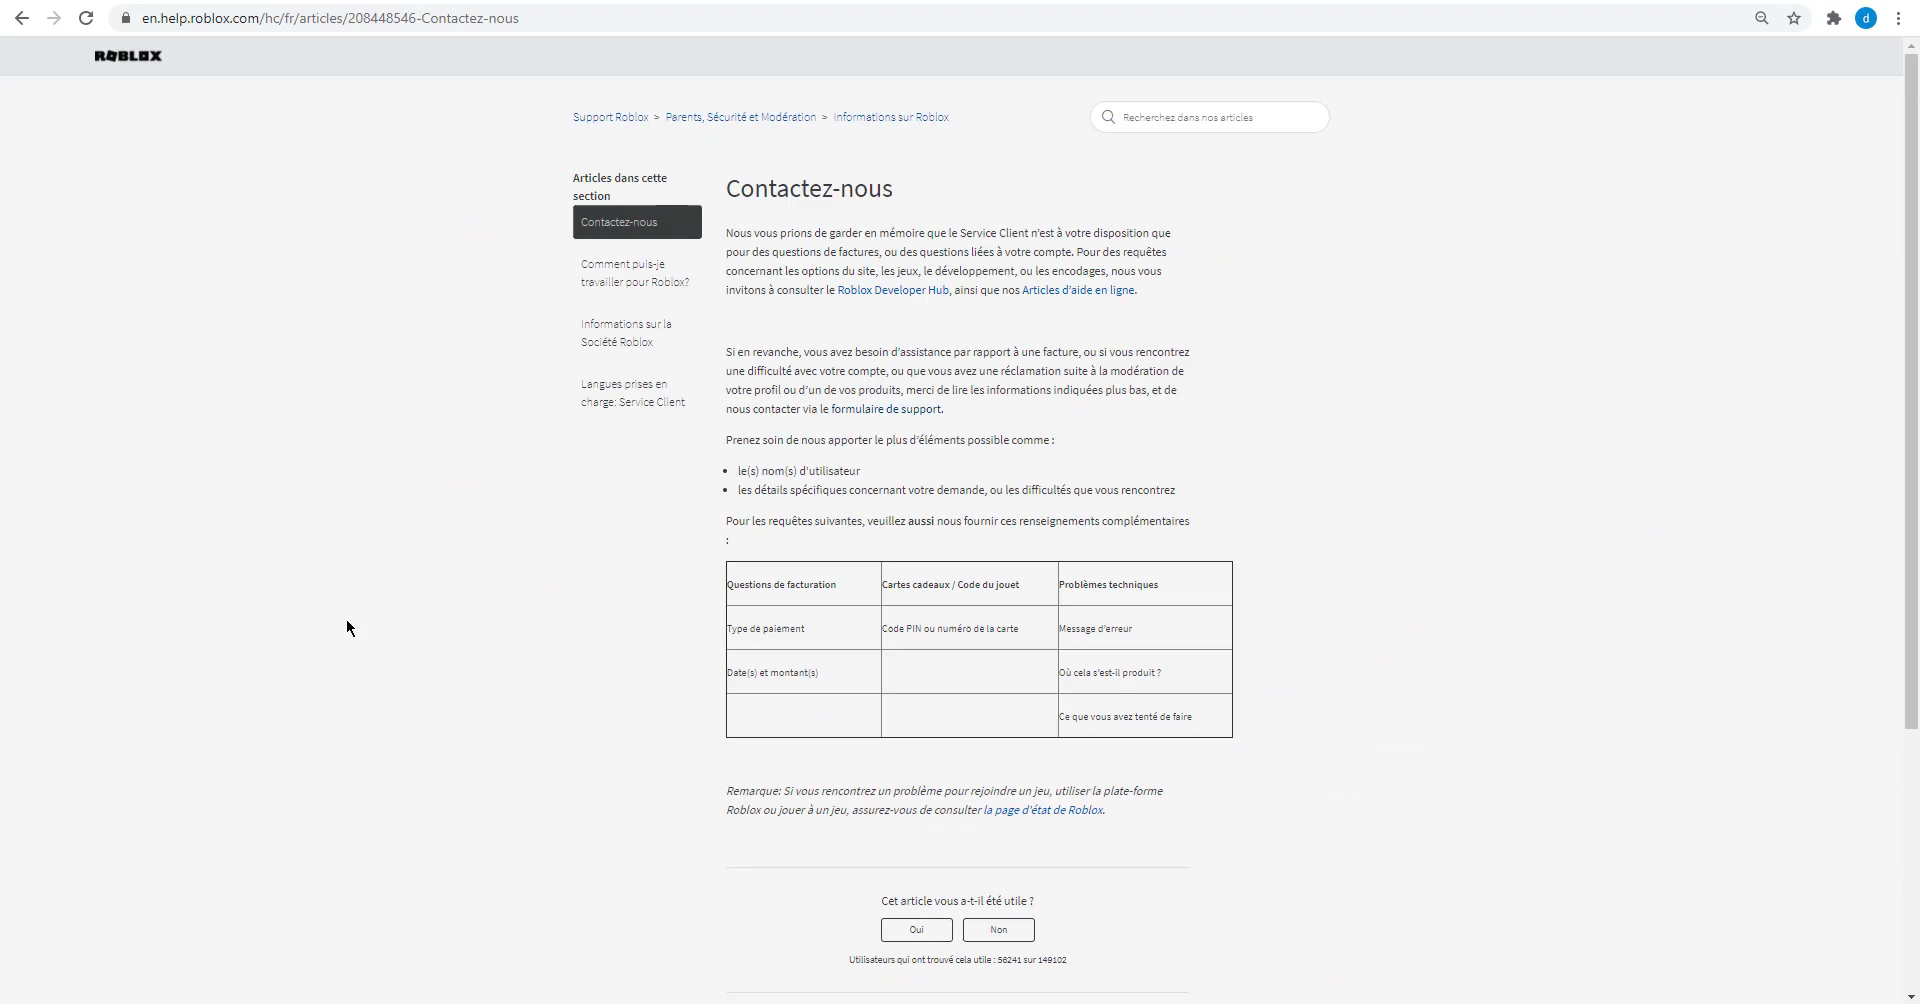 en.help.roblox.com/hc/fr/articles/208448546-Contactez-nous
d
ROBLOX
Support Roblox > Parents, Sécurité et Modération > Informations sur Roblox
Recherchez dans nos articles
Articles dans cette
section
Contactez-nous
Comment puis-je
travailler pour Roblox?
Informations sur la
Société Roblox
Langues prises en
charge: Service Client
Contactez-nous
Nous vous prions de garder en mémoire que le Service Client n’est à votre disposition que
pour des questions de factures, ou des questions liées à votre compte. Pour des requêtes
concernant les options du site, les jeux, le développement, ou les encodages, nous vous
invitons à consulter le Roblox Developer Hub, ainsi que nos Articles d’aide en ligne.
Si en revanche, vous avez besoin d’assistance par rapport à une facture, ou si vous rencontrez
une difficulté avec votre compte, ou que vous avez une réclamation suite à la modération de
votre profil ou d’un de vos produits, merci de lire les informations indiquées plus bas, et de
nous contacter via le formulaire de support.
Prenez soin de nous apporter le plus d’éléments possible comme :
• le(s) nom(s) d’utilisateur
• les détails spécifiques concernant votre demande, ou les difficultés que vous rencontrez
Pour les requêtes suivantes, veuillez aussi nous fournir ces renseignements complémentaires
:
Questions de facturation Cartes cadeaux / Code du jouet Problèmes techniques
Type de paiement Code PIN ou numéro de la carte Message d’erreur
Date(s) et montant(s) Où cela s’est-il produit ?
Ce que vous avez tenté de faire
Remarque: Si vous rencontrez un problème pour rejoindre un jeu, utiliser la plate-forme
Roblox ou jouer à un jeu, assurez-vous de consulter la page d’état de Roblox.
Cet article vous a-t-il été utile ?
Oui Non
Utilisateurs qui ont trouvé cela utile : 58241 sur 149102